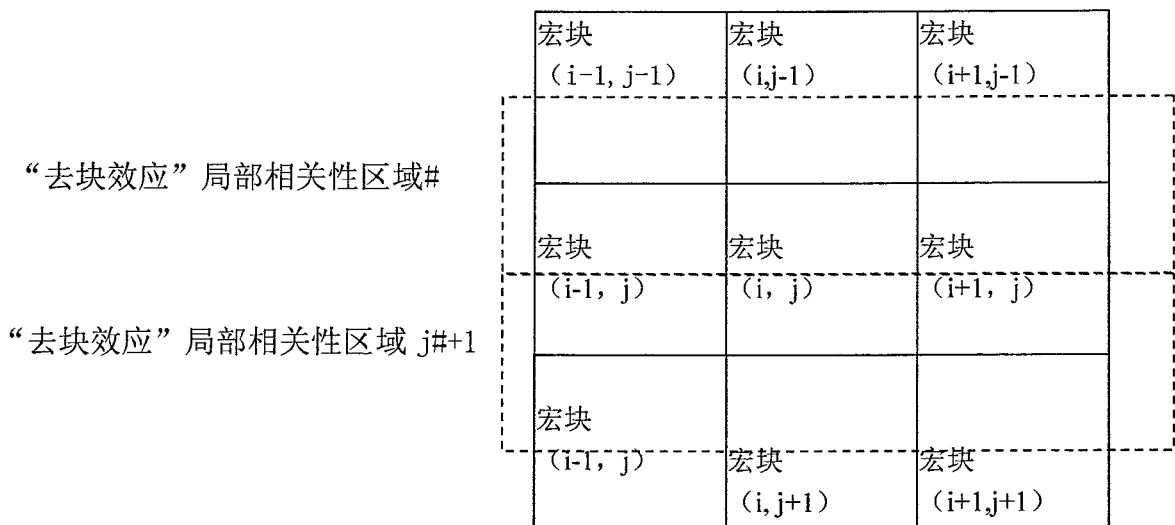 宏块
（i-1, j-1）
宏块
(i,j-1)
宏块
（i+1,j-1）
“去块效应”局部相关性区域#
宏块
（i-1， j）
宏块
（i， j）
宏块
（i+1， j）
“去块效应”局部相关性区域 j#+1
宏块
（i-1， j）
宏块
（i, j+1）
宏块
（i+1,j+1）